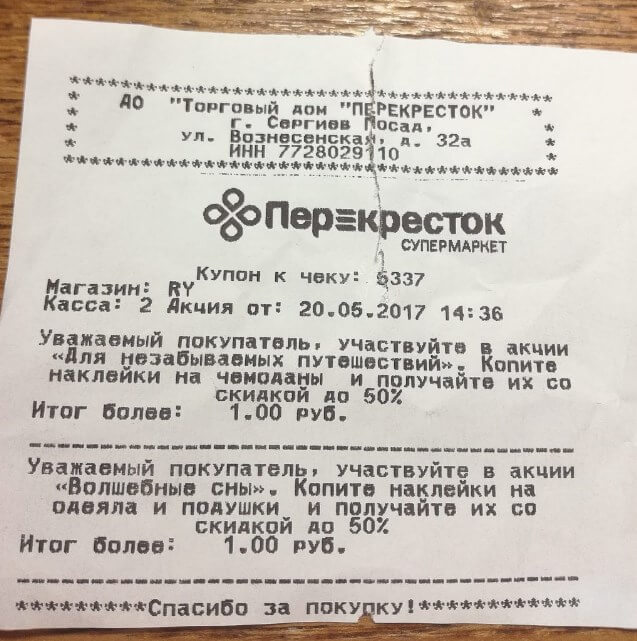 ****************************************
* АО "Торговый дом "ПЕРЕКРЕСТОК" *
* г. Сергиев Посад, *
* ул. Вознесенская, д. 32а *
* ИНН 7728029110 *
****************************************
Перекресток
СУПЕРМАРКЕТ
Купон к чеку: 6337
Магазин: RY
Касса: 2 Акция от: 20.05.2017 14:36
Уважаемый покупатель, участвуйте в акции
«Для незабываемых путешествий». Копите
наклейки на чемоданы и получайте их со
скидкой до 50%
Итог более: 1.00 руб.
----------------------------------------
Уважаемый покупатель, участвуйте в акции
«Волшебные сны». Копите наклейки на
одеяла и подушки и получайте их со
скидкой до 50%
Итог более: 1.00 руб.
----------------------------------------
*********Спасибо за покупку!***********